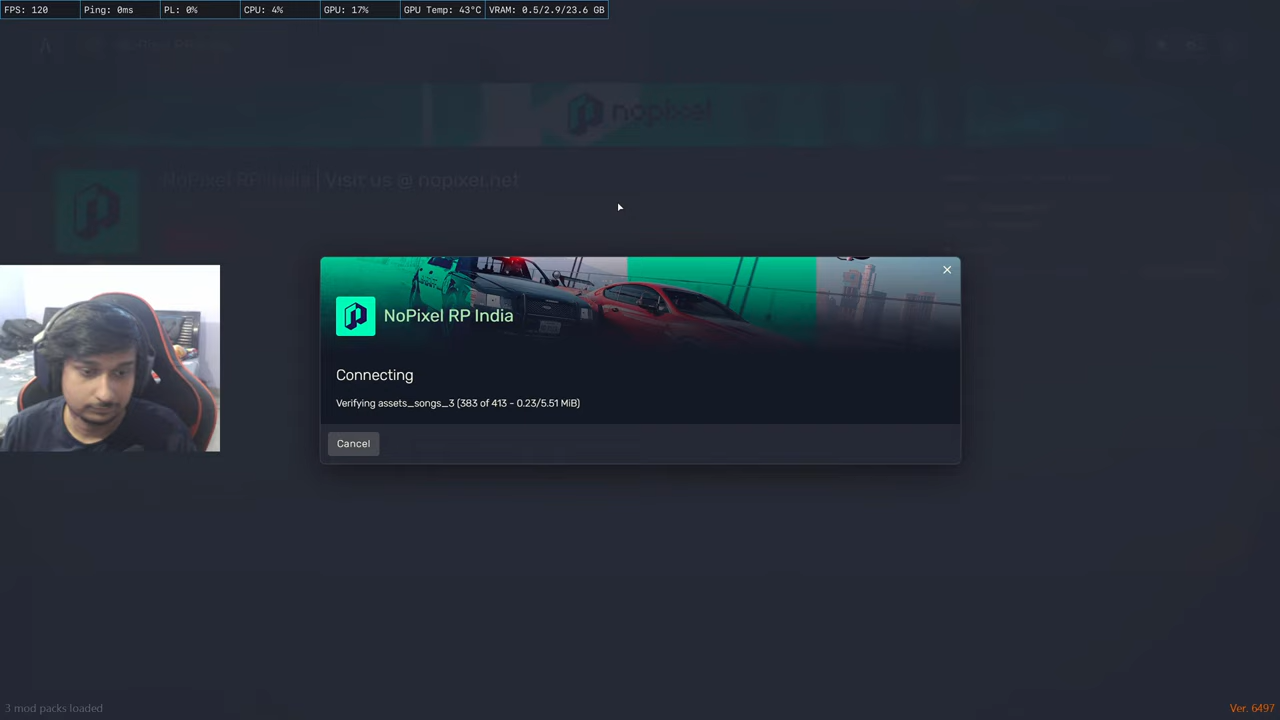 FPS: 120 Ping: 0ms PL: 0% CPU: 4% GPU: 17% GPU Temp: 43°C VRAM: 0.5/2.9/23.6 GB
nopixel
NoPixel RP India | Visit us @ nopixel.net
NoPixel RP India
Connecting
Verifying assets_songs_3 (383 of 413 - 0.23/5.51 MiB)
Cancel
3 mod packs loaded
Ver. 6497